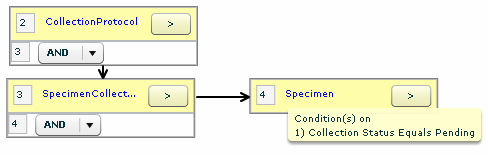 2 CollectionProtocol >
3 AND
3 SpecimenCollect... >
4 Specimen >
4 AND
Condition(s) on
1) Collection Status Equals Pending